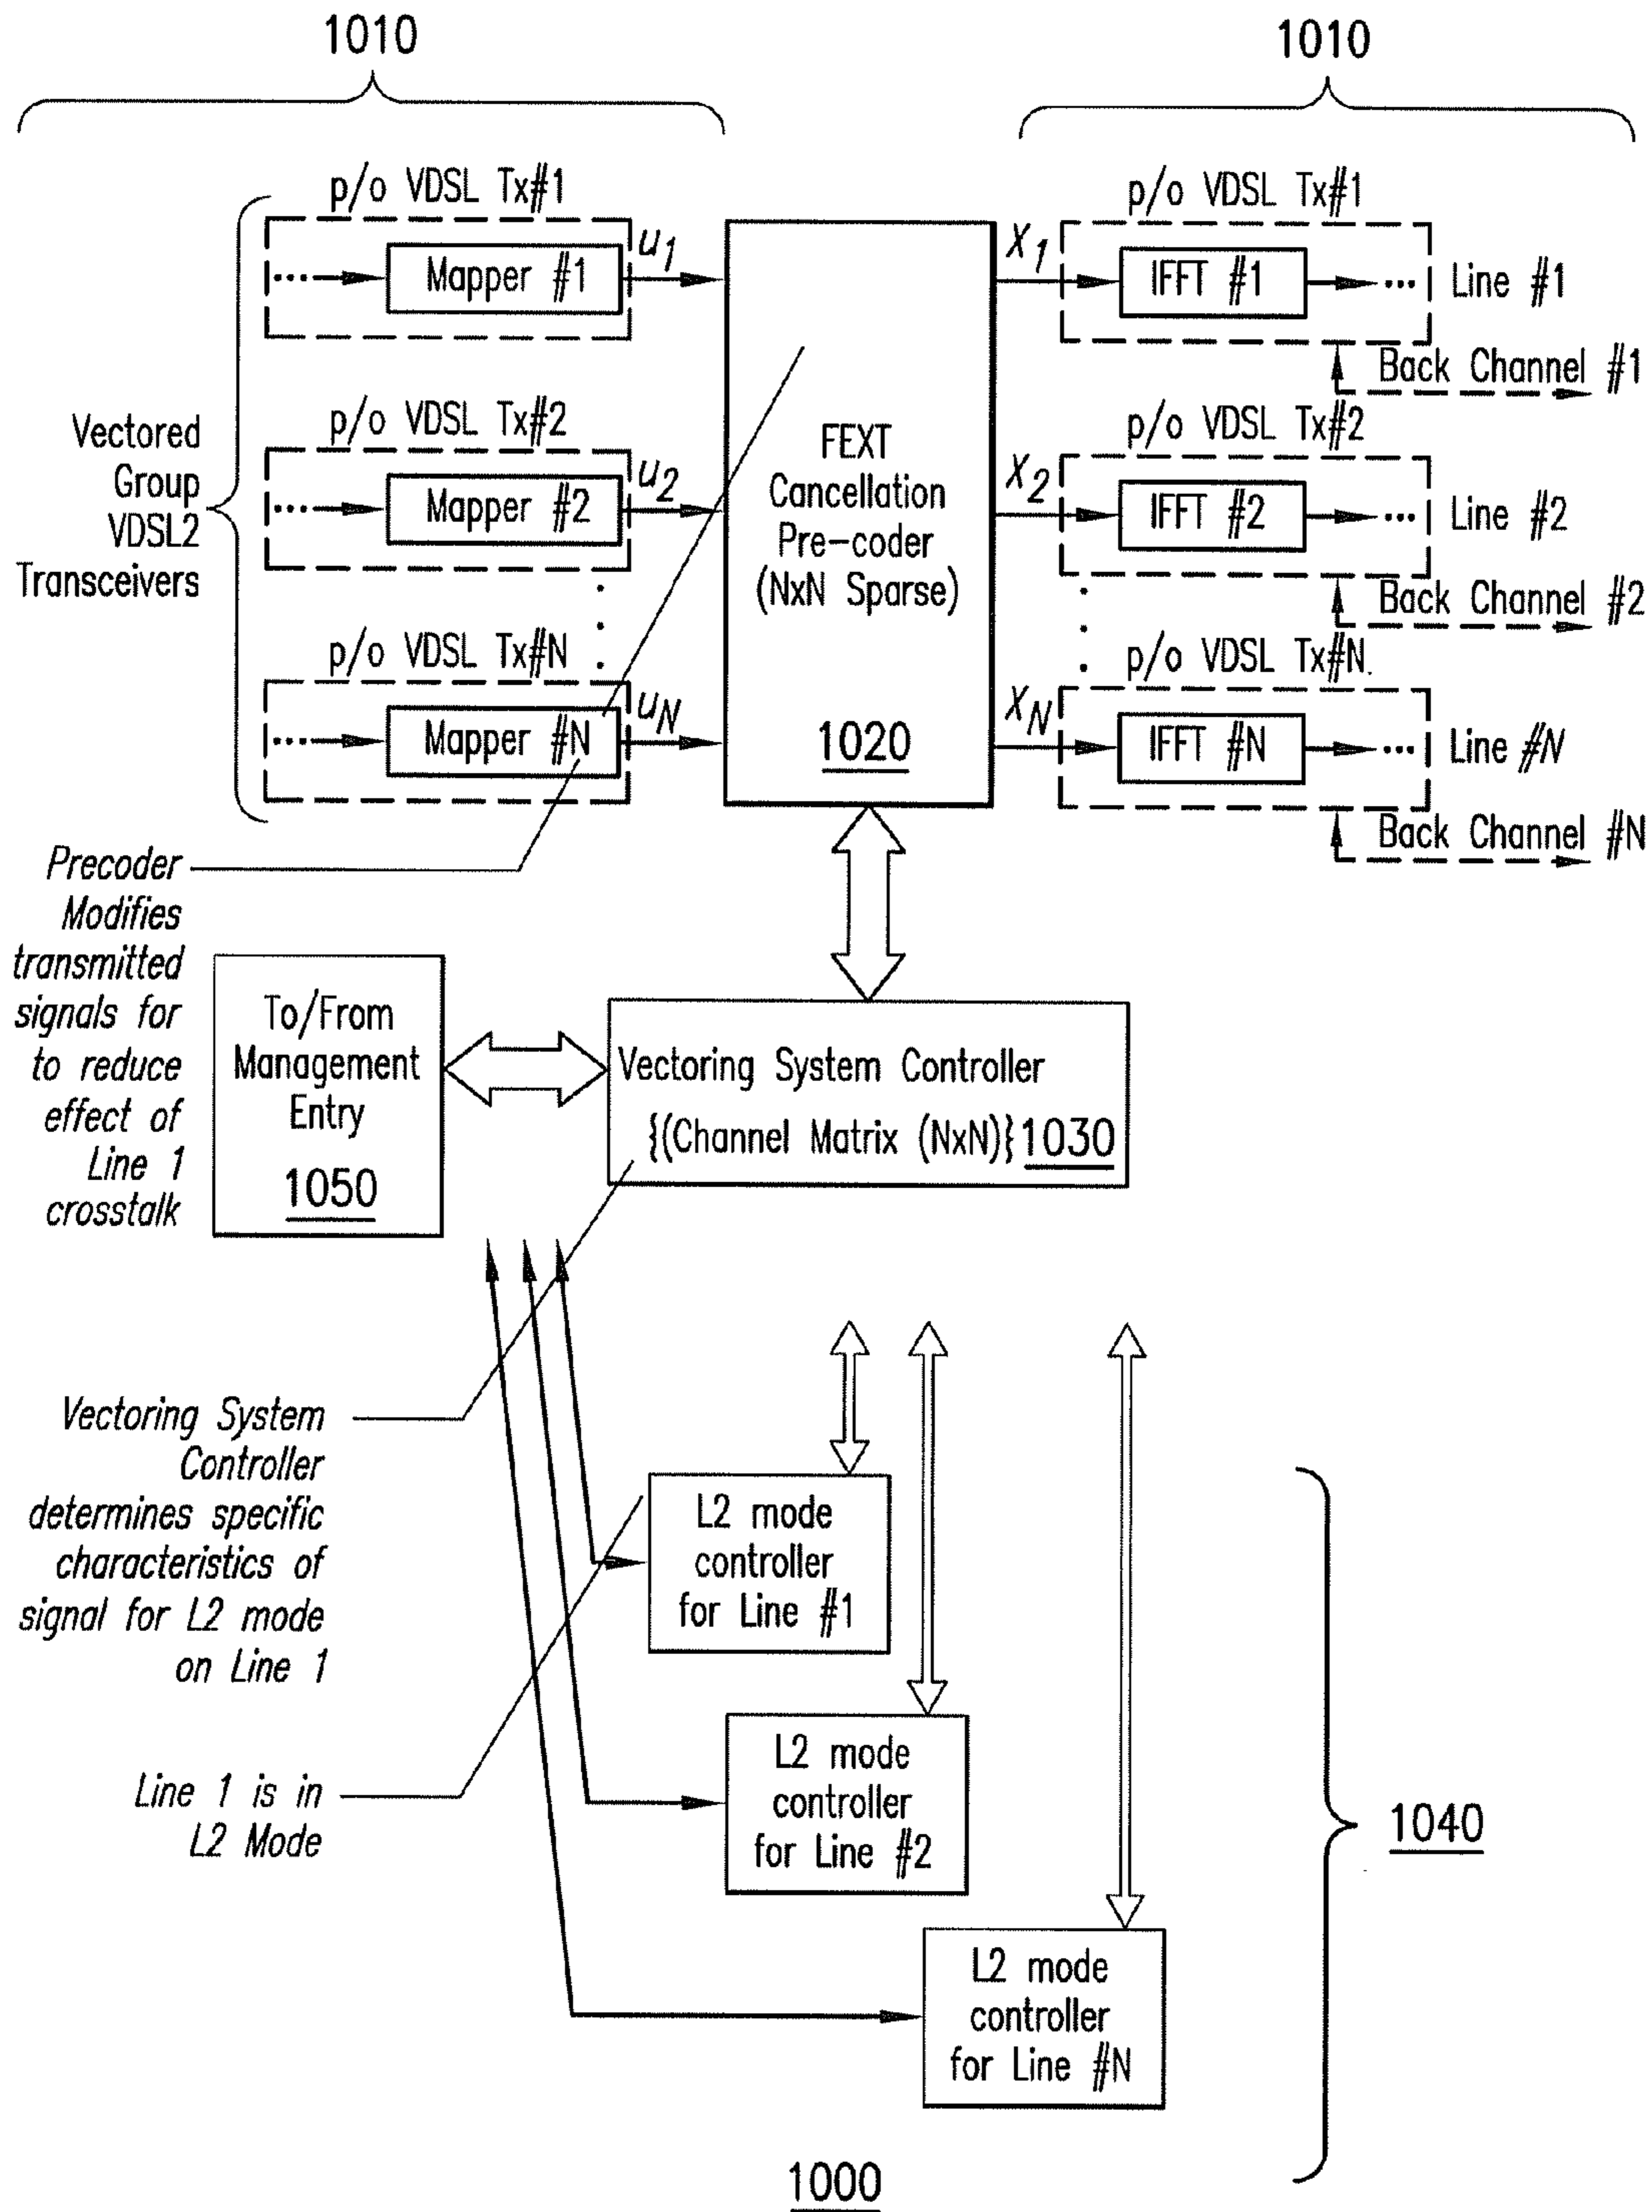 1010
1010
p/o VDSL Tx#1
Mapper #1
u1
p/o VDSL Tx#2
Mapper #2
u2
p/o VDSL Tx#N
Mapper #N
uN
Vectored
Group
VDSL2
Transceivers
FEXT
Cancellation
Pre-coder
(NxN Sparse)
1020
p/o VDSL Tx#1
X1
IFFT #1
Line #1
Back Channel #1
p/o VDSL Tx#2
X2
IFFT #2
Line #2
Back Channel #2
p/o VDSL Tx#N
XN
IFFT #N
Line #N
Back Channel #N
Precoder
Modifies
transmitted
signals for
to reduce
effect of
Line 1
crosstalk
To/From
Management
Entry
1050
Vectoring System Controller
{(Channel Matrix (NxN)} 1030
Vectoring System
Controller
determines specific
characteristics of
signal for L2 mode
on Line 1
L2 mode
controller
for Line #1
Line 1 is in
L2 Mode
L2 mode
controller
for Line #2
1040
L2 mode
controller
for Line #N
1000